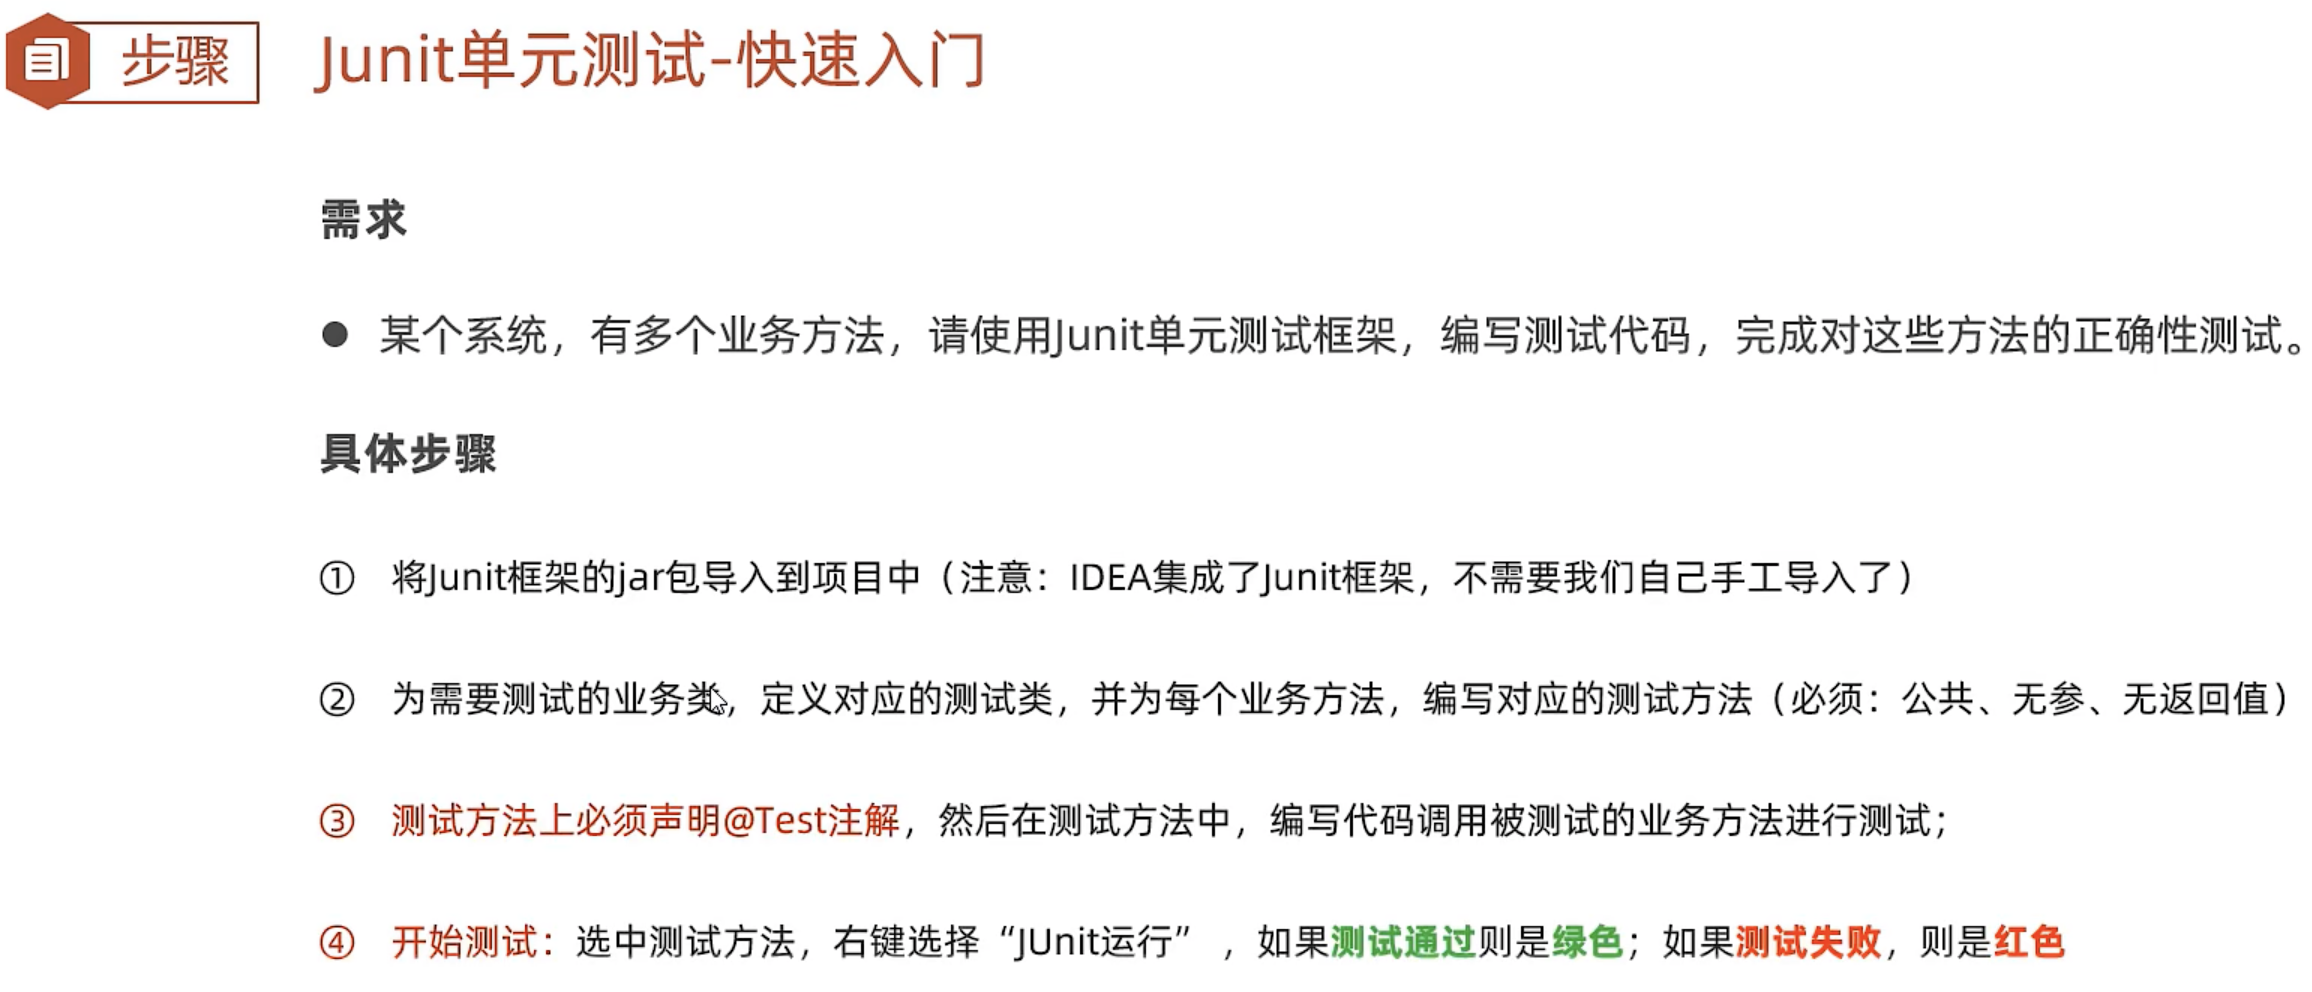 步骤
Junit单元测试-快速入门
需求
● 某个系统，有多个业务方法，请使用Junit单元测试框架，编写测试代码，完成对这些方法的正确性测试。
具体步骤
① 将Junit框架的jar包导入到项目中（注意：IDEA集成了Junit框架，不需要我们自己手工导入了）
② 为需要测试的业务类，定义对应的测试类，并为每个业务方法，编写对应的测试方法（必须：公共、无参、无返回值）
③ 测试方法上必须声明@Test注解，然后在测试方法中，编写代码调用被测试的业务方法进行测试；
④ 开始测试：选中测试方法，右键选择“JUnit运行” ，如果测试通过则是绿色；如果测试失败，则是红色